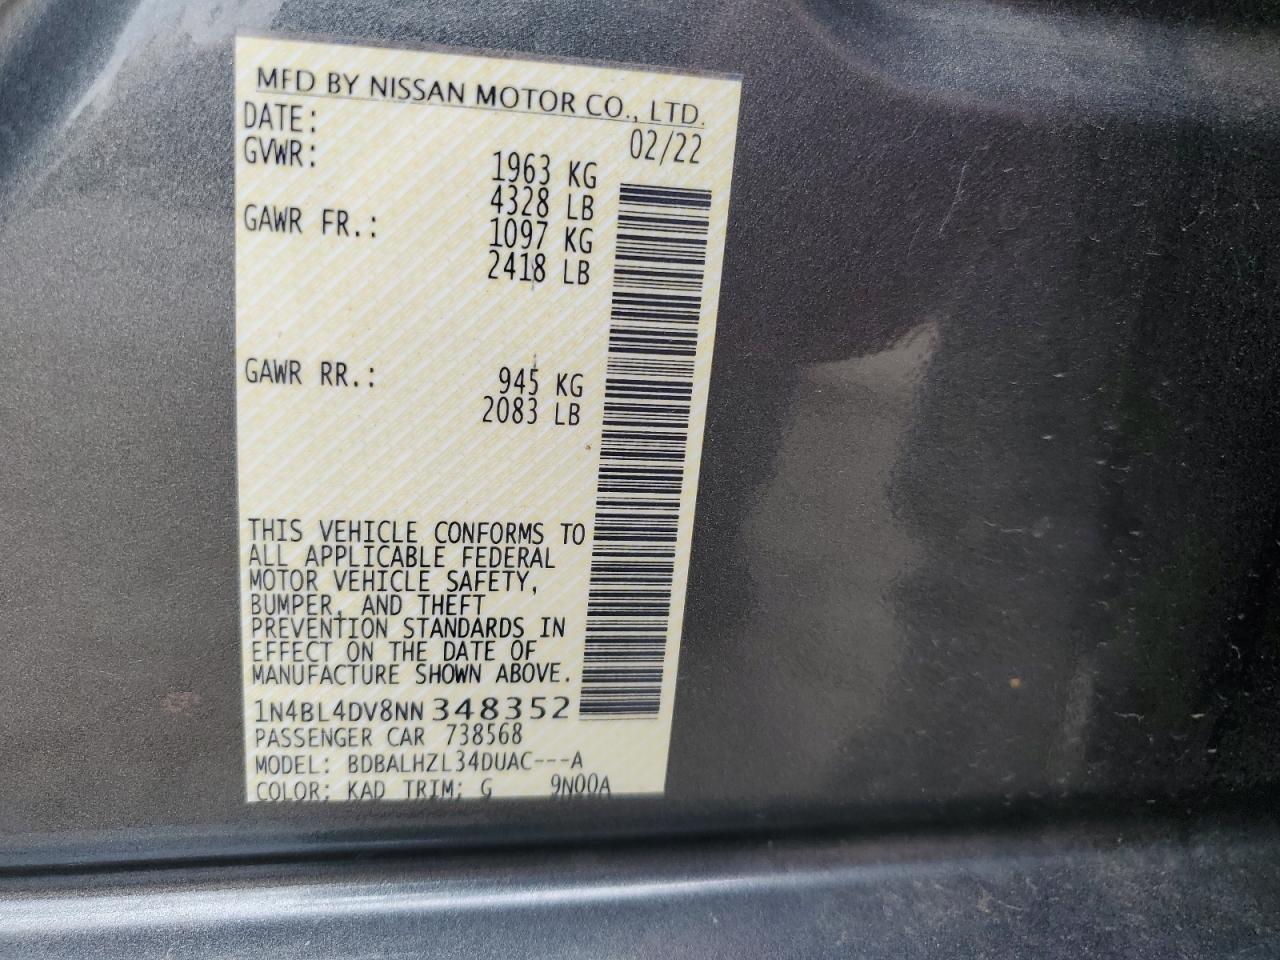 MFD BY NISSAN MOTOR CO., LTD.
DATE: 02/22
GVWR: 1963 KG
4328 LB
GAWR FR.: 1097 KG
2418 LB
GAWR RR.: 945 KG
2083 LB
THIS VEHICLE CONFORMS TO
ALL APPLICABLE FEDERAL
MOTOR VEHICLE SAFETY,
BUMPER, AND THEFT
PREVENTION STANDARDS IN
EFFECT ON THE DATE OF
MANUFACTURE SHOWN ABOVE.
1N4BL4DV8NN348352
PASSENGER CAR 738568
MODEL: BDBALHZL34DUAC---A
COLOR: KAD TRIM: G 9N00A